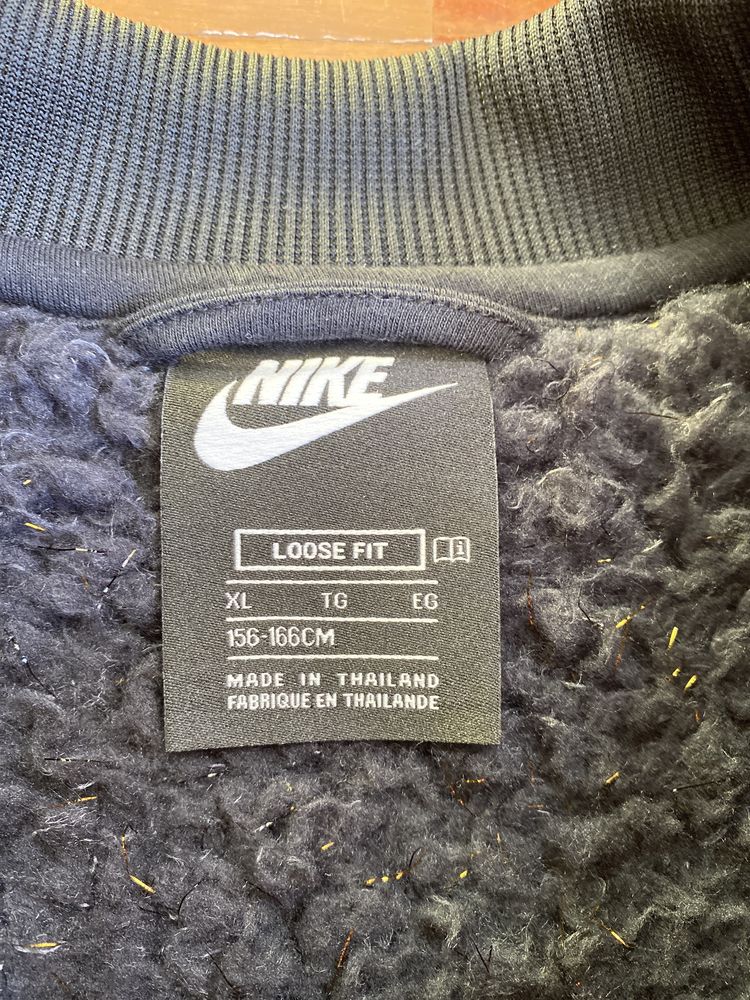 NIKE
LOOSE FIT i
XL TG EG
156-166CM
MADE IN THAILAND
FABRIQUE EN THAILANDE